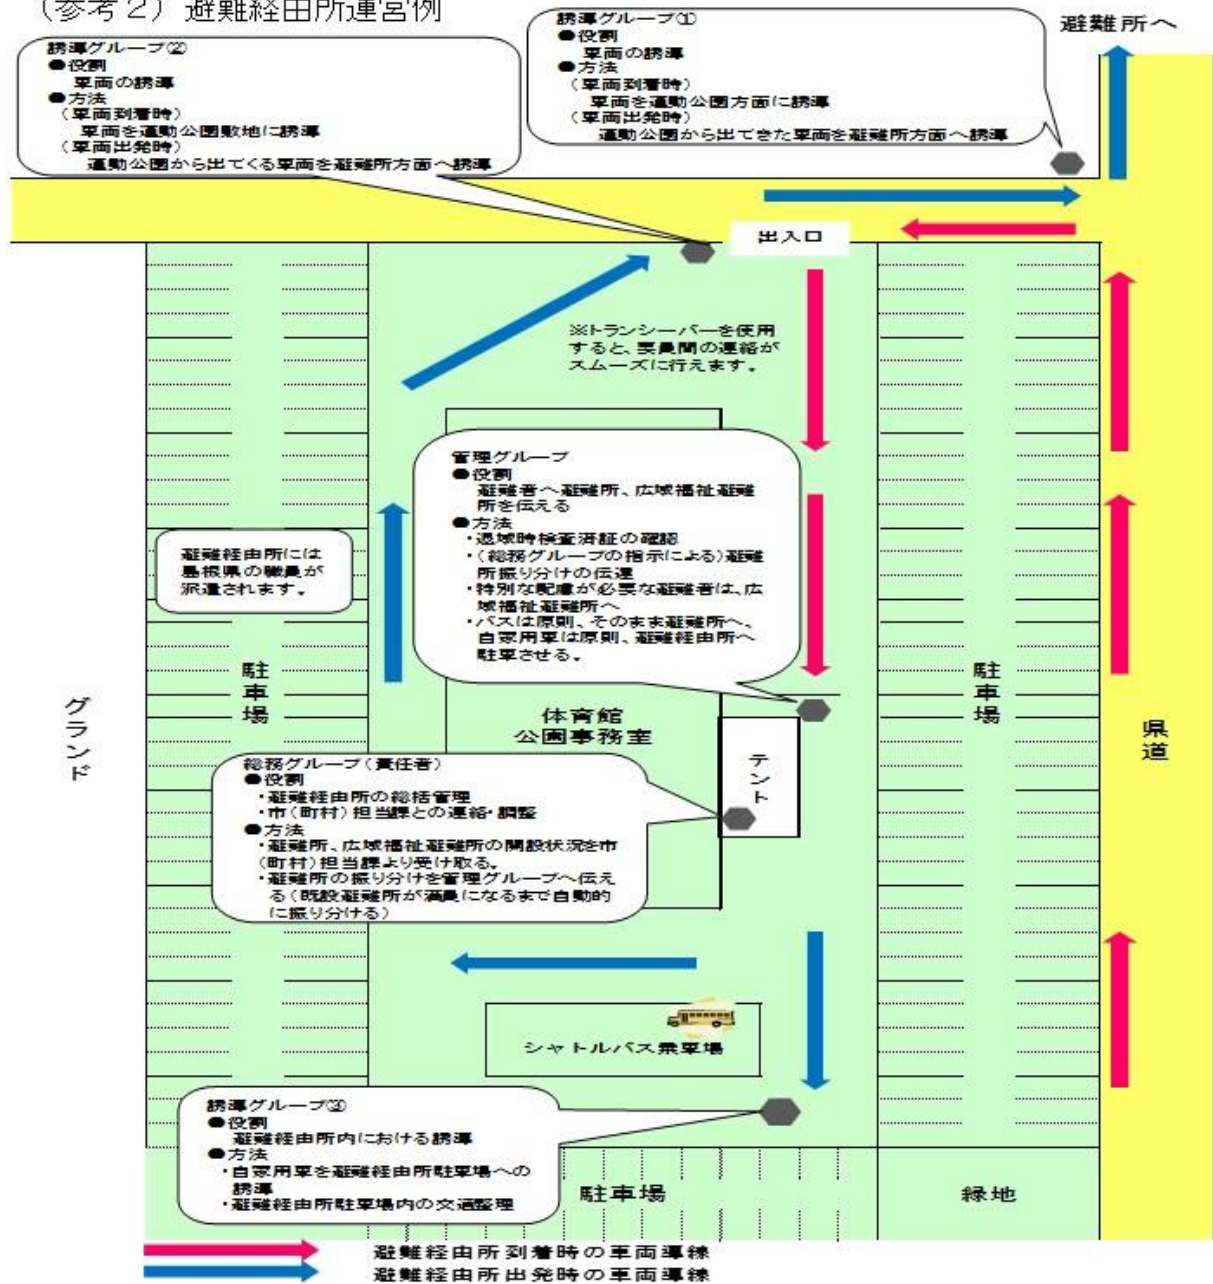 （参考２）避難経由所運営例
誘導グループ②
●役割
車両の誘導
●方法
（車両到着時）
車両を運動公園敷地に誘導
（車両出発時）
運動公園から出てくる車両を避難所方面へ誘導
誘導グループ①
●役割
車両の誘導
●方法
（車両到着時）
車両を運動公園方面に誘導
（車両出発時）
運動公園から出てきた車両を避難所方面へ誘導
避難所へ
出入口
※トランシーバーを使用
すると、要員間の連絡が
スムーズに行えます。
管理グループ
●役割
避難者へ避難所、広域福祉避難
所を伝える
●方法
・退域時検査済証の確認
・（総務グループの指示による）避難
所振り分けの伝達
・特別な配慮が必要な避難者は、広
域福祉避難所へ
・バスは原則、そのまま避難所へ、
自家用車は原則、避難経由所へ
駐車させる。
避難経由所には
島根県の職員が
派遣されます。
グランド
駐車場
体育館
公園事務室
テント
駐車場
県道
総務グループ（責任者）
●役割
・避難経由所の総括管理
・市（町村）担当課との連絡・調整
●方法
・避難所、広域福祉避難所の開設状況を市
（町村）担当課より受け取る。
・避難所の振り分けを管理グループへ伝え
る（既設避難所が満員になるまで自動的
に振り分ける）
シャトルバス乗車場
誘導グループ③
●役割
避難経由所内における誘導
●方法
・自家用車を避難経由所駐車場への
誘導
・避難経由所駐車場内の交通整理
駐車場
緑地
避難経由所到着時の車両導線
避難経由所出発時の車両導線